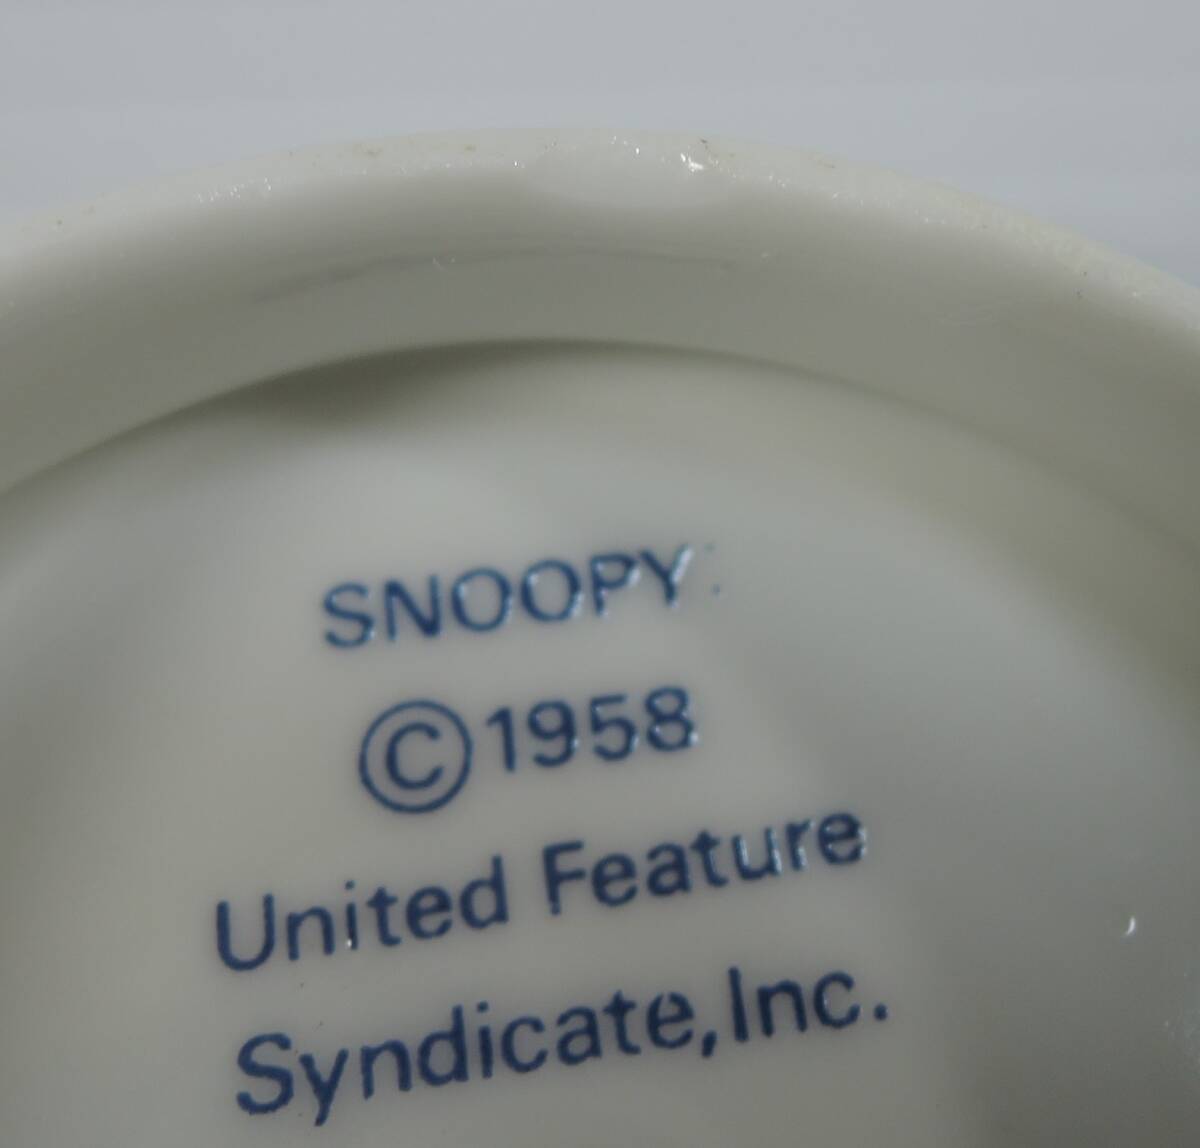 SNOOPY.
©1958
United Feature
Syndicate,Inc.